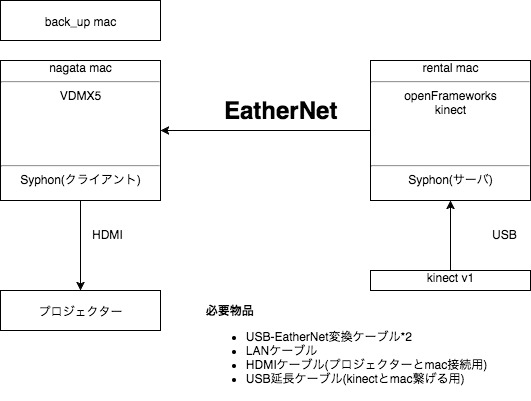 back_up mac
nagata mac
VDMX5
Syphon(クライアント)
EatherNet
rental mac
openFrameworks
kinect
Syphon(サーバ)
HDMI
USB
kinect v1
プロジェクター
必要物品
• USB-EatherNet変換ケーブル*2
• LANケーブル
• HDMIケーブル(プロジェクターとmac接続用)
• USB延長ケーブル(kinectとmac繋げる用)